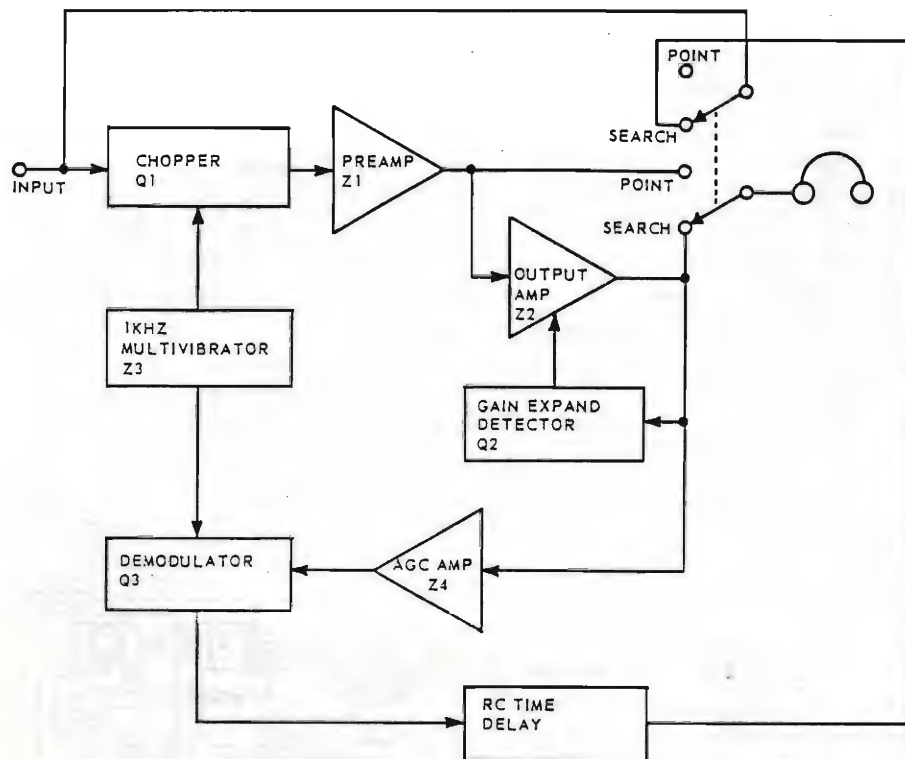 POINT
SEARCH
INPUT
CHOPPER
Q1
PREAMP
Z1
POINT
SEARCH
OUTPUT
AMP
Z2
1KHZ
MULTIVIBRATOR
Z3
GAIN EXPAND
DETECTOR
Q2
DEMODULATOR
Q3
AGC AMP
Z4
RC TIME
DELAY